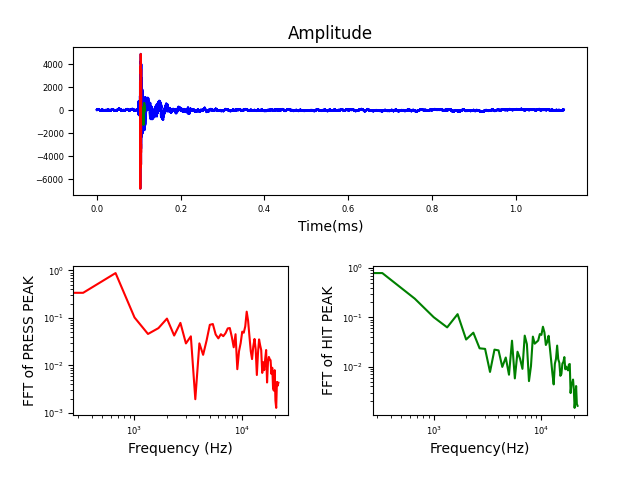 Amplitude
4000
2000
0
−2000
−4000
−6000
0.0 0.2 0.4 0.6 0.8 1.0
Time(ms)
FFT of PRESS PEAK
10⁰
10⁻¹
10⁻²
10⁻³
10³ 10⁴
Frequency (Hz)
FFT of HIT PEAK
10⁰
10⁻¹
10⁻²
10³ 10⁴
Frequency(Hz)